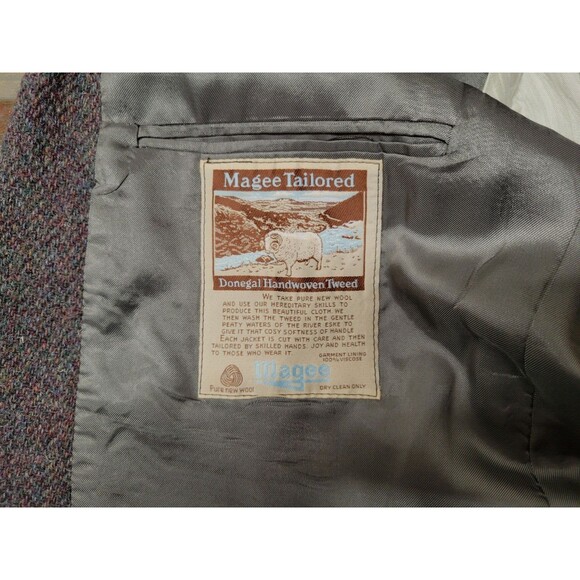 Magee Tailored
Donegal Handwoven Tweed
WE TAKE PURE NEW WOOL
AND USE OUR HEREDITARY SKILLS TO
PRODUCE THIS BEAUTIFUL CLOTH. WE
THEN WASH THE TWEED IN THE GENTLE
PEATY WATERS OF THE RIVER ESKE TO
GIVE IT THAT COSY SOFTNESS OF HANDLE
EACH JACKET IS CUT WITH CARE AND THEN
TAILORED BY SKILLED HANDS. JOY AND HEALTH
TO THOSE WHO WEAR IT.
GARMENT LINING
100% VISCOSE
Magee
PURE NEW WOOL
DRY CLEAN ONLY